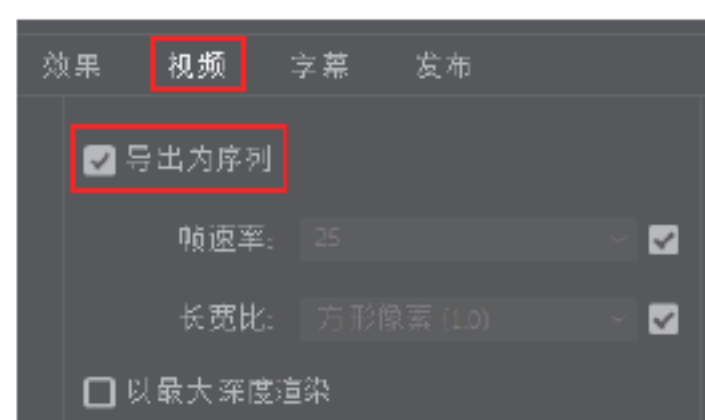 效果 视频 字幕 发布
导出为序列
帧速率: 25
长宽比: 方形像素 (1.0)
以最大深度渲染